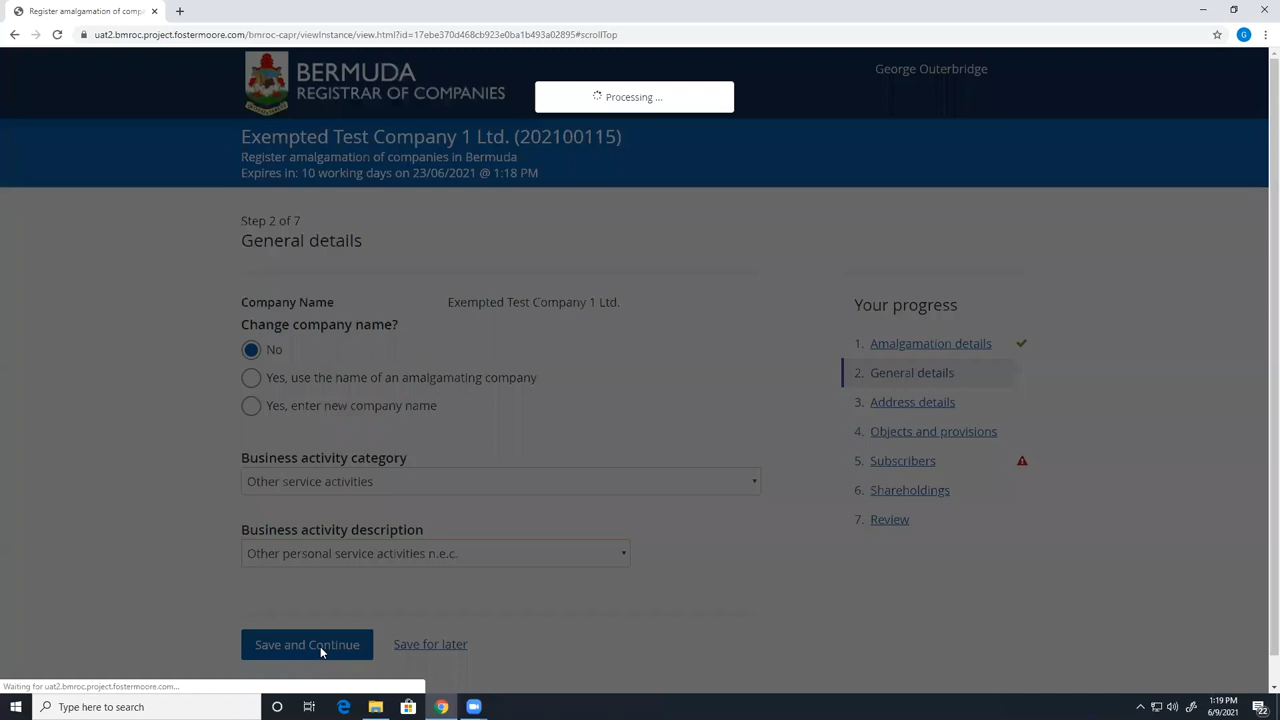 Register amalgamation of comp
uat2.bmroc.project.fostermoore.com/bmroc-capr/viewInstance/view.html?id=17ebe370d468cb923e0ba1b493a02895#scrollTop
G
BERMUDA
REGISTRAR OF COMPANIES
George Outerbridge
Processing ...
Exempted Test Company 1 Ltd. (202100115)
Register amalgamation of companies in Bermuda
Expires in: 10 working days on 23/06/2021 @ 1:18 PM
Step 2 of 7
General details
Company Name Exempted Test Company 1 Ltd.
Change company name?
No
Yes, use the name of an amalgamating company
Yes, enter new company name
Business activity category
Other service activities
Business activity description
Other personal service activities n.e.c.
Save and Continue Save for later
Your progress
1. Amalgamation details
2. General details
3. Address details
4. Objects and provisions
5. Subscribers
6. Shareholdings
7. Review
Waiting for uat2.bmroc.project.fostermoore.com...
Type here to search
1:19 PM
6/9/2021
22